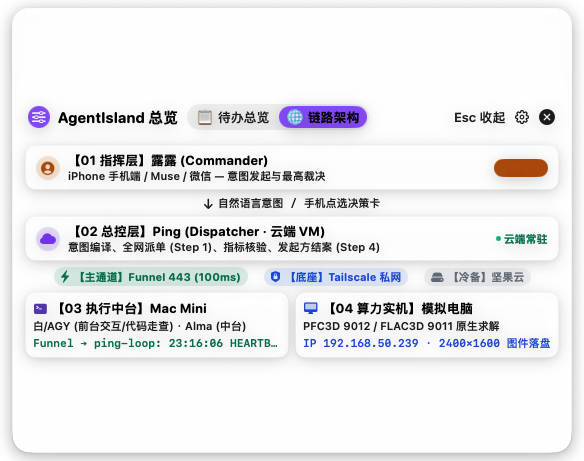 AgentIsland 总览
待办总览
链路架构
Esc 收起
【01 指挥层】露露 (Commander)
iPhone 手机端 / Muse / 微信 — 意图发起与最高裁决
↓ 自然语言意图 / 手机点选决策卡
【02 总控层】Ping (Dispatcher · 云端 VM)
意图编译、全网派单 (Step 1)、指标核验、发起方结案 (Step 4)
云端常驻
【主通道】Funnel 443 (100ms)
【底座】Tailscale 私网
【冷备】坚果云
【03 执行中台】Mac Mini
白/AGY (前台交互/代码走查) · Alma (中台)
Funnel → ping-loop: 23:16:06 HEARTB…
【04 算力实机】模拟电脑
PFC3D 9012 / FLAC3D 9011 原生求解
IP 192.168.50.239 · 2400×1600 图件落盘